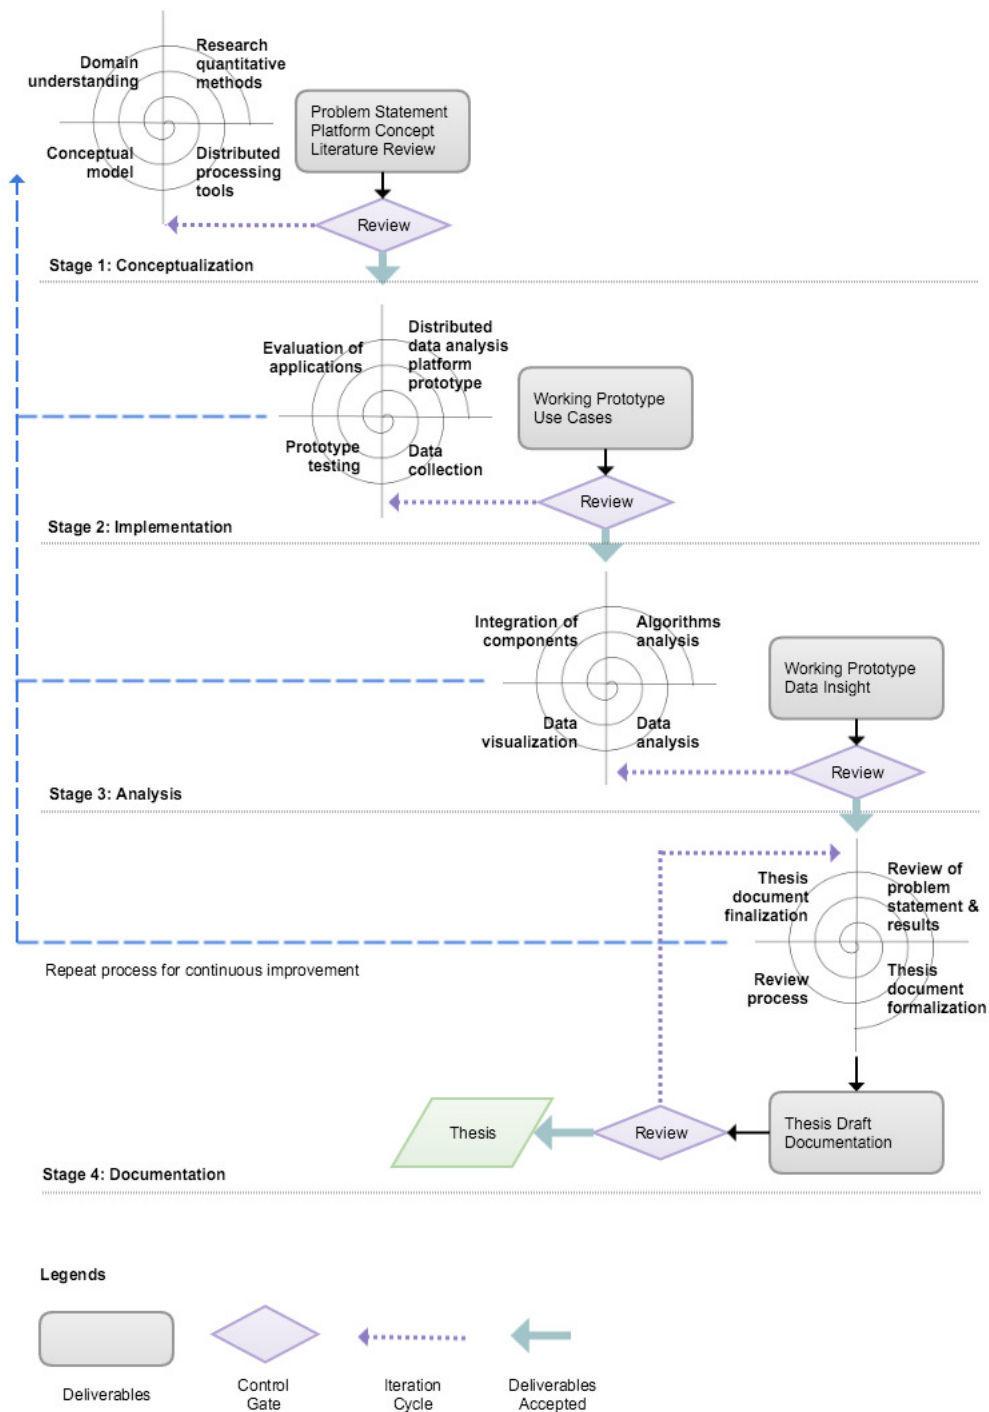 Domain
understanding
Research
quantitative
methods
Conceptual
model
Distributed
processing
tools
Problem Statement
Platform Concept
Literature Review
Review
Stage 1: Conceptualization
Evaluation of
applications
Distributed
data analysis
platform
prototype
Prototype
testing
Data
collection
Working Prototype
Use Cases
Review
Stage 2: Implementation
Integration of
components
Algorithms
analysis
Data
visualization
Data
analysis
Working Prototype
Data Insight
Review
Stage 3: Analysis
Thesis
document
finalization
Review of
problem
statement &
results
Review
process
Thesis
document
formalization
Repeat process for continuous improvement
Thesis
Review
Thesis Draft
Documentation
Stage 4: Documentation
Legends
Deliverables
Control
Gate
Iteration
Cycle
Deliverables
Accepted